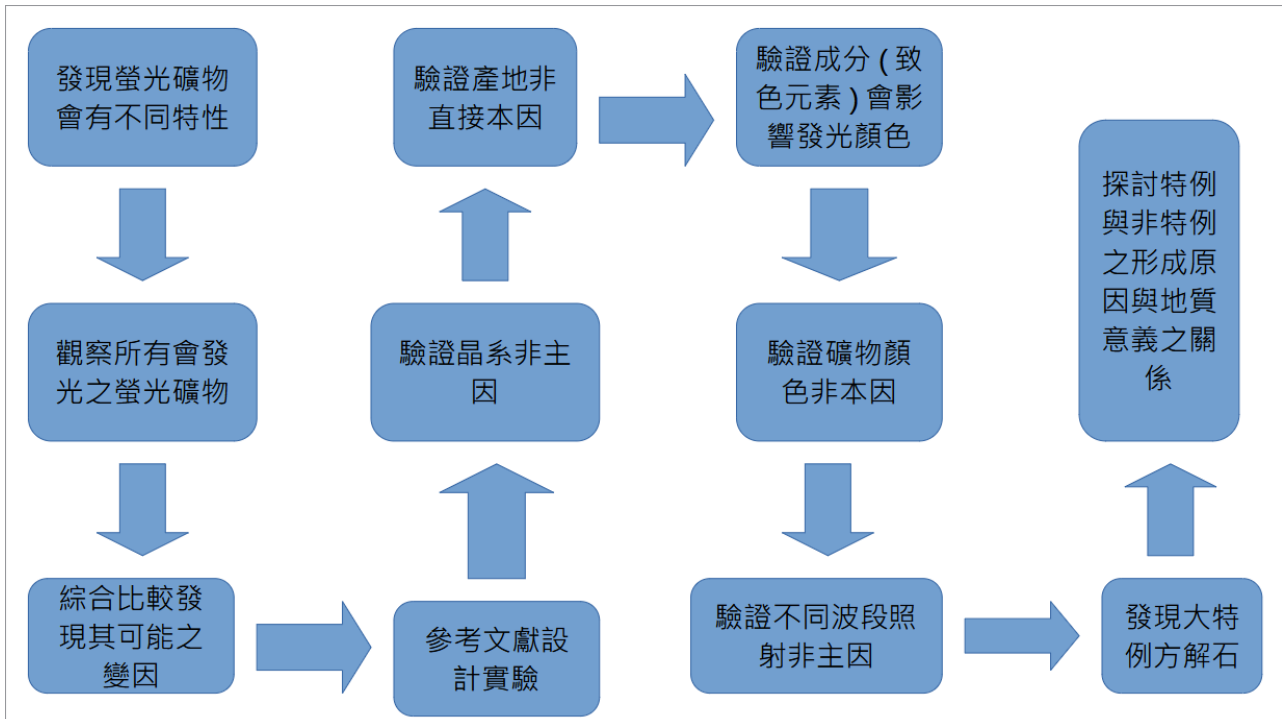 發現螢光礦物
會有不同特性
觀察所有會發
光之螢光礦物
綜合比較發
現其可能之
變因
參考文獻設
計實驗
驗證晶系非主
因
驗證產地非
直接本因
驗證成分(致
色元素)會影
響發光顏色
驗證礦物顏
色非本因
驗證不同波段照
射非主因
發現大特
例方解石
探討特例
與非特例
之形成原
因與地質
意義之關
係